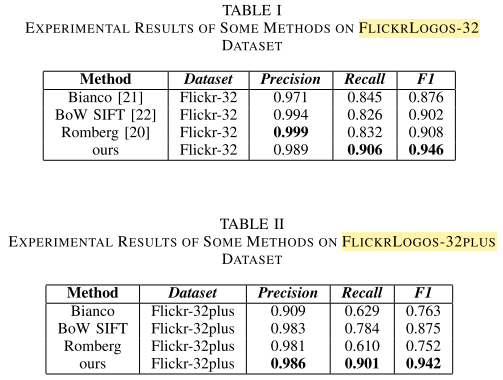 TABLE I
EXPERIMENTAL RESULTS OF SOME METHODS ON FLICKRLOGOS-32
DATASET
Method Dataset Precision Recall F1
Bianco [21] Flickr-32 0.971 0.845 0.876
BoW SIFT [22] Flickr-32 0.994 0.826 0.902
Romberg [20] Flickr-32 0.999 0.832 0.908
ours Flickr-32 0.989 0.906 0.946
TABLE II
EXPERIMENTAL RESULTS OF SOME METHODS ON FLICKRLOGOS-32PLUS
DATASET
Method Dataset Precision Recall F1
Bianco Flickr-32plus 0.909 0.629 0.763
BoW SIFT Flickr-32plus 0.983 0.784 0.875
Romberg Flickr-32plus 0.981 0.610 0.752
ours Flickr-32plus 0.986 0.901 0.942